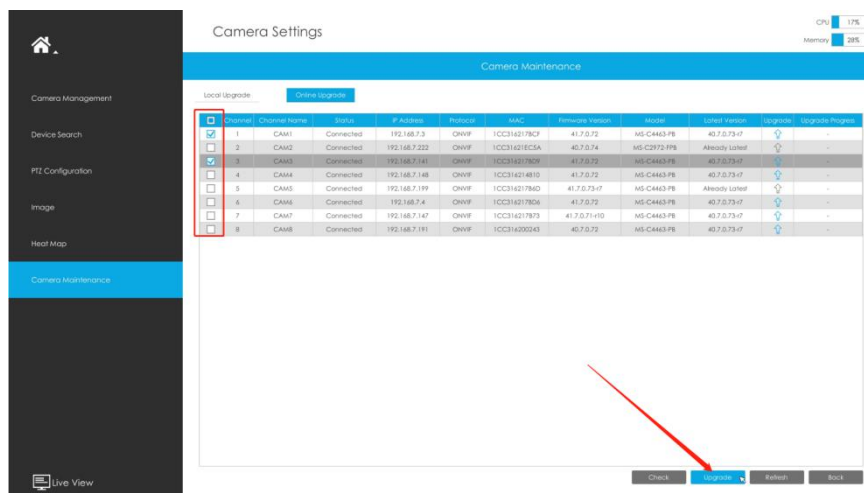 Camera Settings
CPU 17%
Memory 28%
Camera Maintenance
Camera Management
Device Search
PTZ Configuration
Image
Heat Map
Camera Maintenance
Live View
Local Upgrade Online Upgrade
Channel Channel Name Status IP Address Protocol MAC Firmware Version Model Latest Version Upgrade Upgrade Progress
1 CAM1 Connected 192.168.7.3 ONVIF 1CC316217BCF 41.7.0.72 MS-C4463-PB 40.7.0.73-r7 -
2 CAM2 Connected 192.168.7.222 ONVIF 1CC31621EC5A 40.7.0.74 MS-C2972-FPB Already Latest -
3 CAM3 Connected 192.168.7.141 ONVIF 1CC316217BD9 41.7.0.72 MS-C4463-PB 40.7.0.73-r7 -
4 CAM4 Connected 192.168.7.148 ONVIF 1CC316214B10 41.7.0.72 MS-C4463-PB 40.7.0.73-r7 -
5 CAM5 Connected 192.168.7.199 ONVIF 1CC316217B6D 41.7.0.73-r7 MS-C4463-PB Already Latest -
6 CAM6 Connected 192.168.7.4 ONVIF 1CC316217BD6 41.7.0.72 MS-C4463-PB 40.7.0.73-r7 -
7 CAM7 Connected 192.168.7.147 ONVIF 1CC316217B73 41.7.0.71-r10 MS-C4463-PB 40.7.0.73-r7 -
8 CAM8 Connected 192.168.7.191 ONVIF 1CC316200243 41.7.0.72 MS-C4463-PB 40.7.0.73-r7 -
Check Upgrade Refresh Back